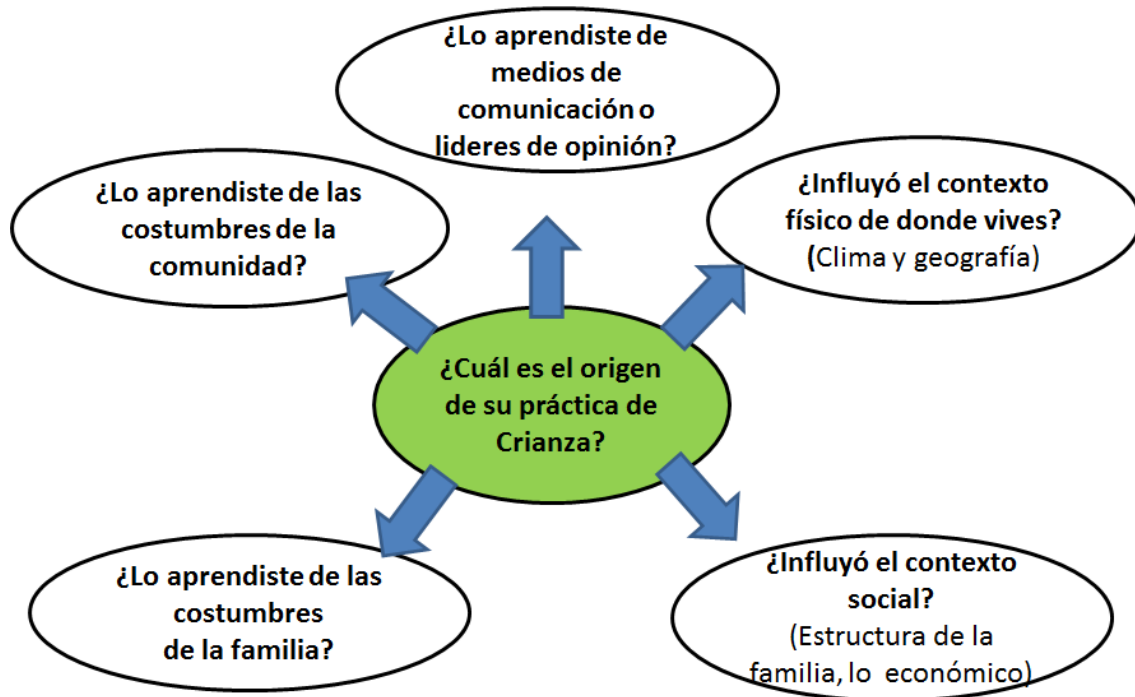 ¿Lo aprendiste de
medios de
comunicación o
lideres de opinión?
¿Lo aprendiste de las
costumbres de la
comunidad?
¿Influyó el contexto
físico de donde vives?
(Clima y geografía)
¿Cuál es el origen
de su práctica de
Crianza?
¿Lo aprendiste de las
costumbres
de la familia?
¿Influyó el contexto
social?
(Estructura de la
familia, lo económico)